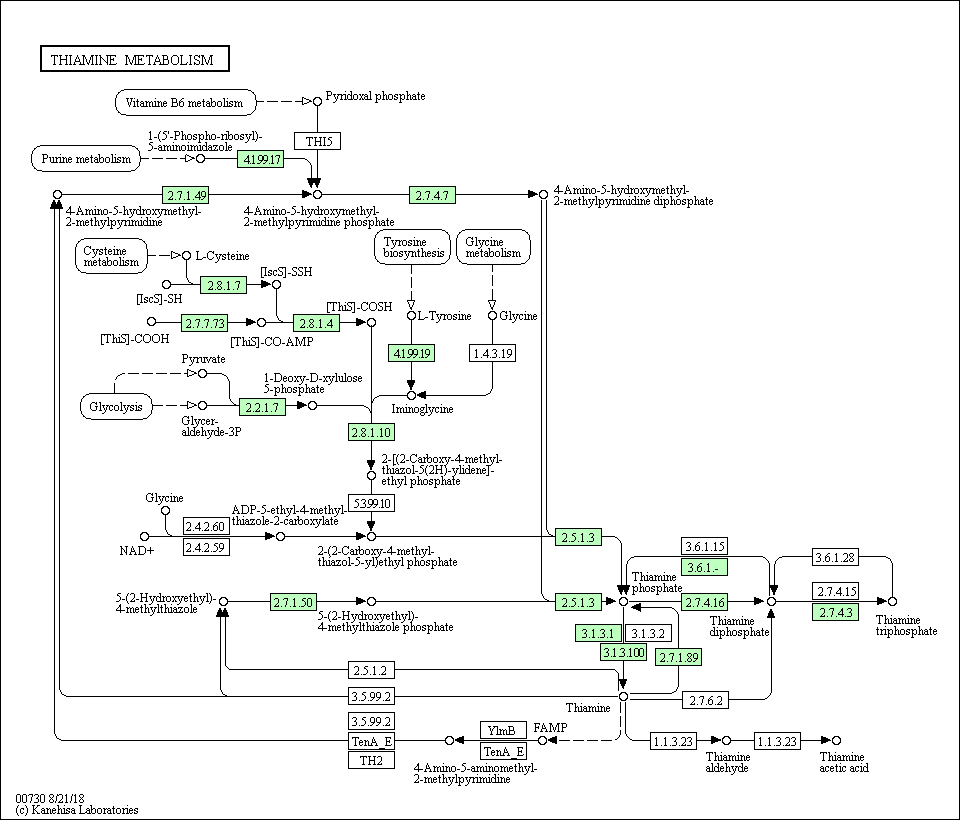 THIAMINE METABOLISM
Vitamine B6 metabolism
Pyridoxal phosphate
1-(5'-Phospho-ribosyl)-
5-aminoimidazole
THI5
Purine metabolism
4.1.99.17
2.7.1.49
2.7.4.7
4-Amino-5-hydroxymethyl-
2-methylpyrimidine diphosphate
4-Amino-5-hydroxymethyl-
2-methylpyrimidine
4-Amino-5-hydroxymethyl-
2-methylpyrimidine phosphate
Cysteine
metabolism
L-Cysteine
Tyrosine
biosynthesis
Glycine
metabolism
[IscS]-SSH
2.8.1.7
[IscS]-SH
[ThiS]-COSH
L-Tyrosine
Glycine
2.7.7.73
2.8.1.4
[ThiS]-COOH
[ThiS]-CO-AMP
4.1.99.19
1.4.3.19
Pyruvate
1-Deoxy-D-xylulose
5-phosphate
Glycolysis
2.2.1.7
Iminoglycine
Glycer-
aldehyde-3P
2.8.1.10
2-[(2-Carboxy-4-methyl-
thiazol-5(2H)-ylidene]-
ethyl phosphate
Glycine
5.3.99.10
ADP-5-ethyl-4-methyl-
thiazole-2-carboxylate
2.4.2.60
2.4.2.59
NAD+
2-(2-Carboxy-4-methyl-
thiazol-5-yl)ethyl phosphate
2.5.1.3
3.6.1.15
3.6.1.-
3.6.1.28
Thiamine
phosphate
5-(2-Hydroxyethyl)-
4-methylthiazole
2.7.1.50
2.5.1.3
2.7.4.16
2.7.4.15
2.7.4.3
5-(2-Hydroxyethyl)-
4-methylthiazole phosphate
Thiamine
diphosphate
Thiamine
triphosphate
3.1.3.1
3.1.3.2
3.1.3.100
2.7.1.89
2.5.1.2
3.5.99.2
2.7.6.2
Thiamine
3.5.99.2
TenA_E
TH2
YlmB
TenA_E
FAMP
1.1.3.23
1.1.3.23
4-Amino-5-aminomethyl-
2-methylpyrimidine
Thiamine
aldehyde
Thiamine
acetic acid
00730 8/21/18
(c) Kanehisa Laboratories